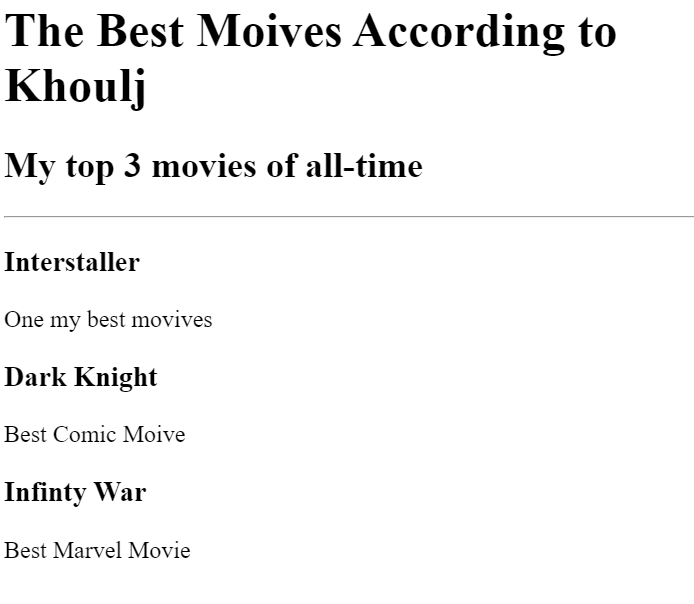 The Best Moives According to
Khoulj
My top 3 movies of all-time
Interstaller
One my best movives
Dark Knight
Best Comic Moive
Infinty War
Best Marvel Movie